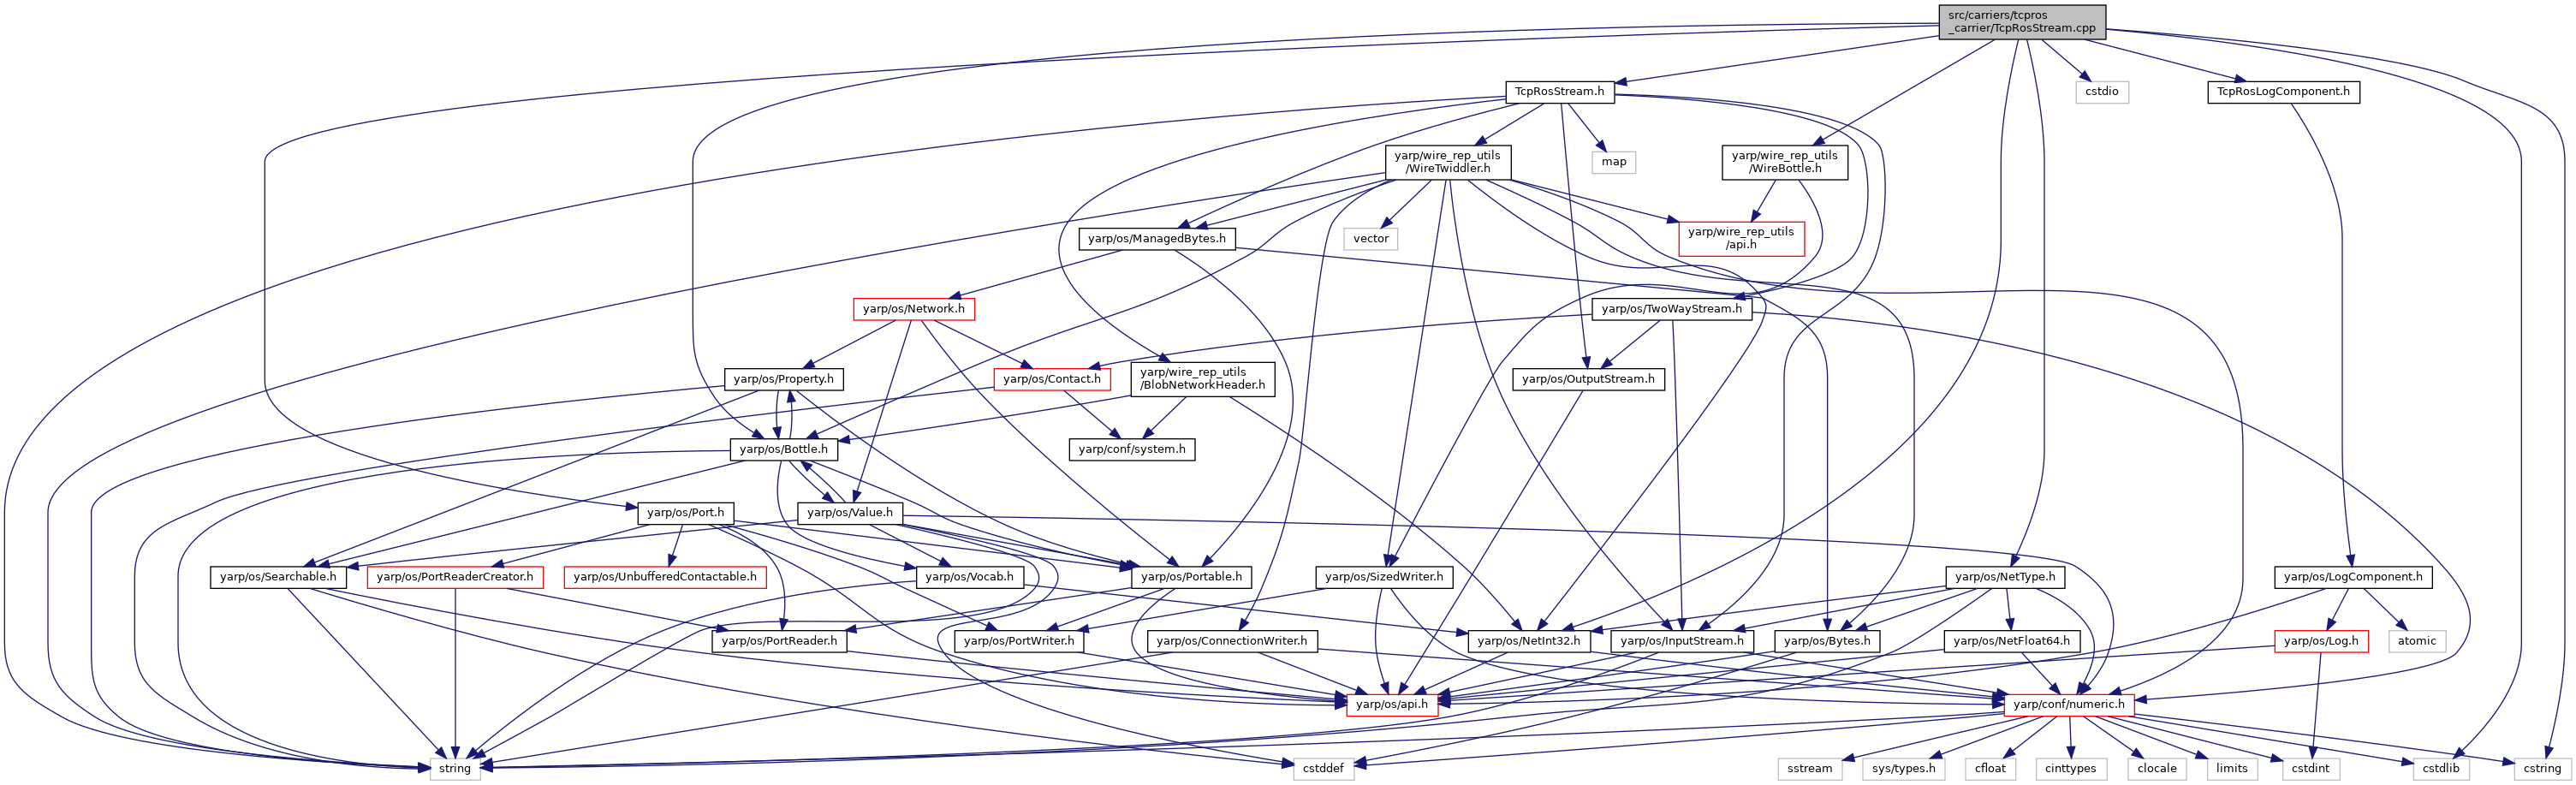 src/carriers/tcpros
_carrier/TcpRosStream.cpp
TcpRosStream.h
cstdio
TcpRosLogComponent.h
yarp/wire_rep_utils
/WireTwiddler.h
map
yarp/wire_rep_utils
/WireBottle.h
yarp/os/ManagedBytes.h
vector
yarp/wire_rep_utils
/api.h
yarp/os/Network.h
yarp/os/TwoWayStream.h
yarp/os/Property.h
yarp/os/Contact.h
yarp/wire_rep_utils
/BlobNetworkHeader.h
yarp/os/OutputStream.h
yarp/os/Bottle.h
yarp/conf/system.h
yarp/os/Port.h
yarp/os/Value.h
yarp/os/Searchable.h
yarp/os/PortReaderCreator.h
yarp/os/UnbufferedContactable.h
yarp/os/Vocab.h
yarp/os/Portable.h
yarp/os/SizedWriter.h
yarp/os/NetType.h
yarp/os/LogComponent.h
yarp/os/PortReader.h
yarp/os/PortWriter.h
yarp/os/ConnectionWriter.h
yarp/os/NetInt32.h
yarp/os/InputStream.h
yarp/os/Bytes.h
yarp/os/NetFloat64.h
yarp/os/Log.h
atomic
yarp/os/api.h
yarp/conf/numeric.h
string
cstddef
sstream
sys/types.h
cfloat
cinttypes
clocale
limits
cstdint
cstdlib
cstring